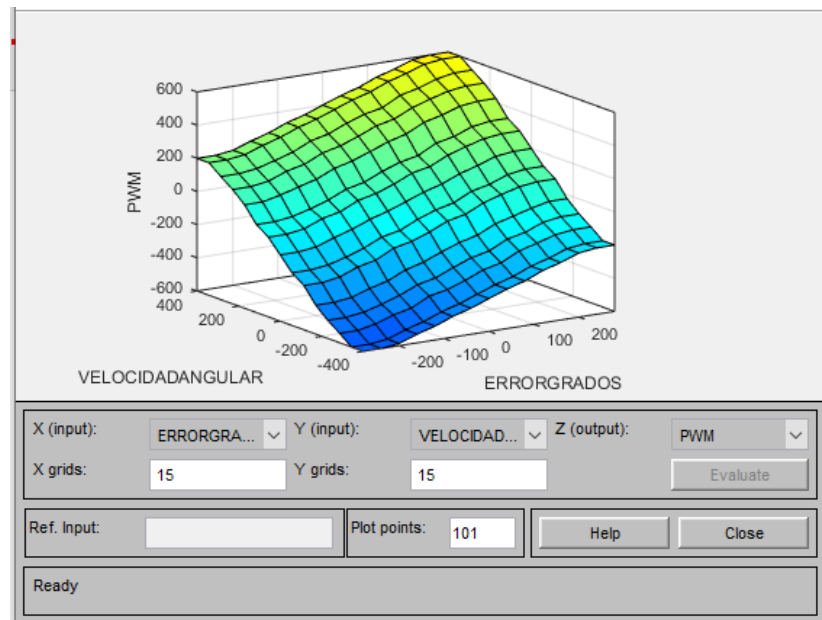 600
400
200
0
-200
-400
-600
PWM
400
200
0
-200
-400
VELOCIDADANGULAR
-200
-100
0
100
200
ERRORGRADOS
X (input): ERRORGRA... Y (input): VELOCIDAD... Z (output): PWM
X grids: 15 Y grids: 15 Evaluate
Ref. Input: Plot points: 101 Help Close
Ready